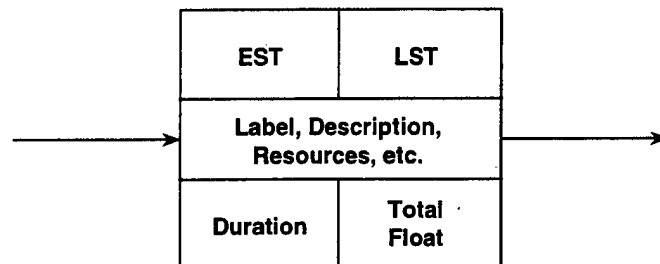 EST
LST
Label, Description,
Resources, etc.
Duration
Total
Float